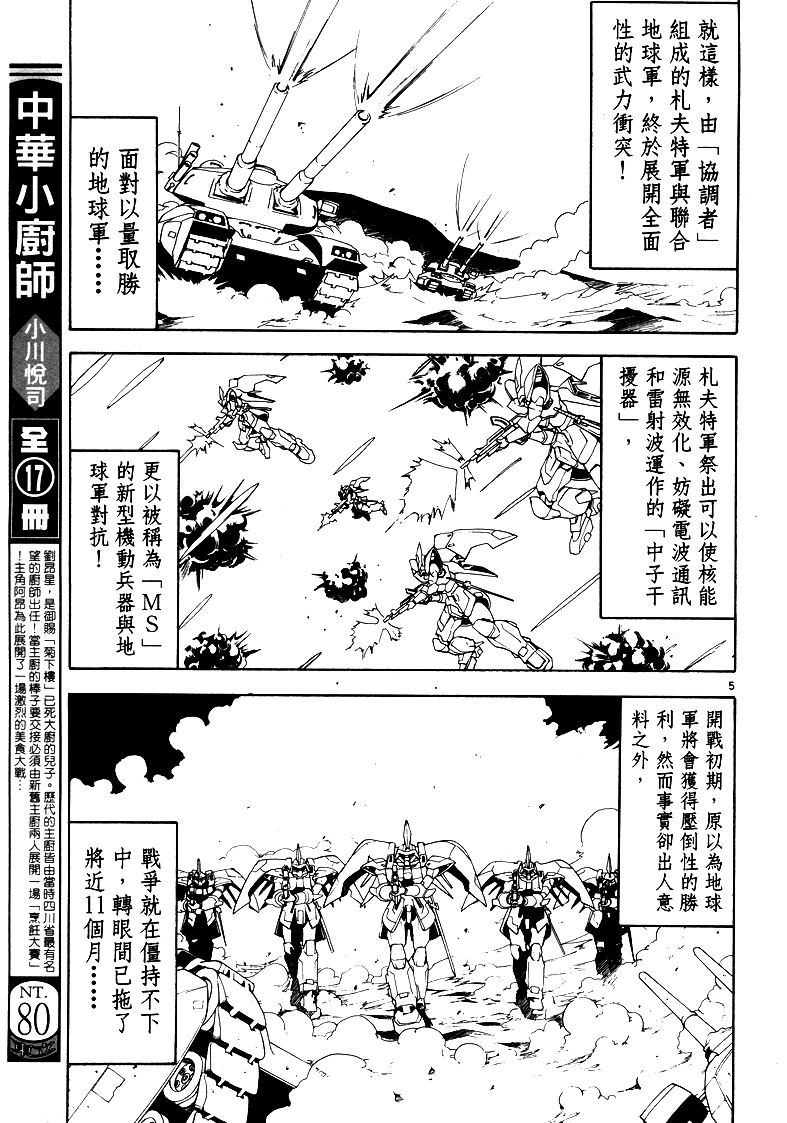 就這樣，由「協調者」
組成的札夫特軍與聯合
地球軍，終於展開全面
性的武力衝突！
面對以量取勝
的地球軍……
札夫特軍祭出可以使核能
源無效化、妨礙電波通訊
和雷射波運作的「中子干
擾器」，
更以被稱為「MS」
的新型機動兵器與地
球軍對抗！
5
開戰初期，原以為地球
軍將會獲得壓倒性的勝
利，然而事實卻出人意
料之外，
戰爭就在僵持不下
中，轉眼間已拖了
將近11個月……
中華小廚師
小川悅司
全⑰冊
劉昂星，是御賜「菊下樓」已死大廚的兒子。歷代的主廚皆由當時四川省最有名
望的廚師出任！當主廚的棒子要交接必須由新舊主廚兩人展開一場「烹飪大賽」
！主角阿昂為此展開了一場激烈的美食大戰…
NT.
80